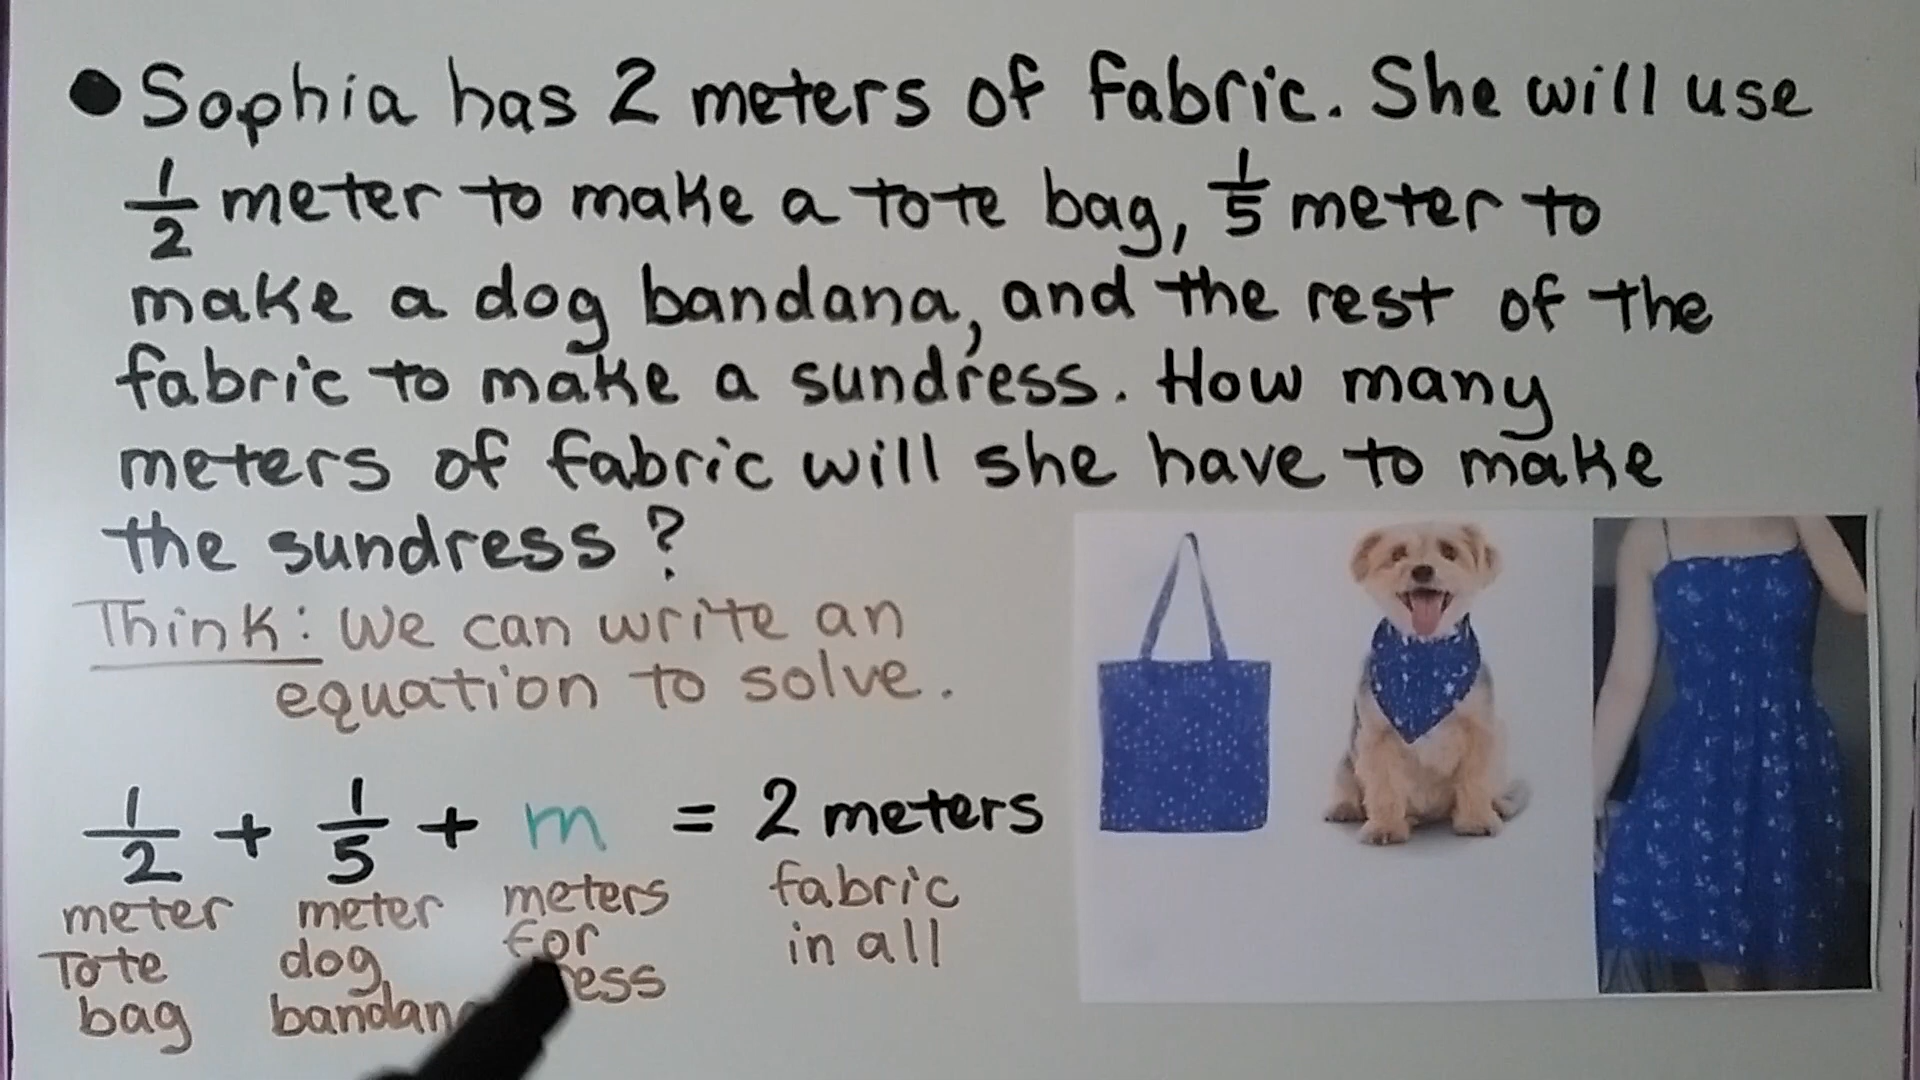 • Sophia has 2 meters of fabric. She will use
1/2 meter to make a tote bag, 1/5 meter to
make a dog bandana, and the rest of the
fabric to make a sundress. How many
meters of fabric will she have to make
the sundress?
Think: We can write an
equation to solve.
1/2 + 1/5 + m = 2 meters
meter meter meters fabric
Tote dog for in all
bag